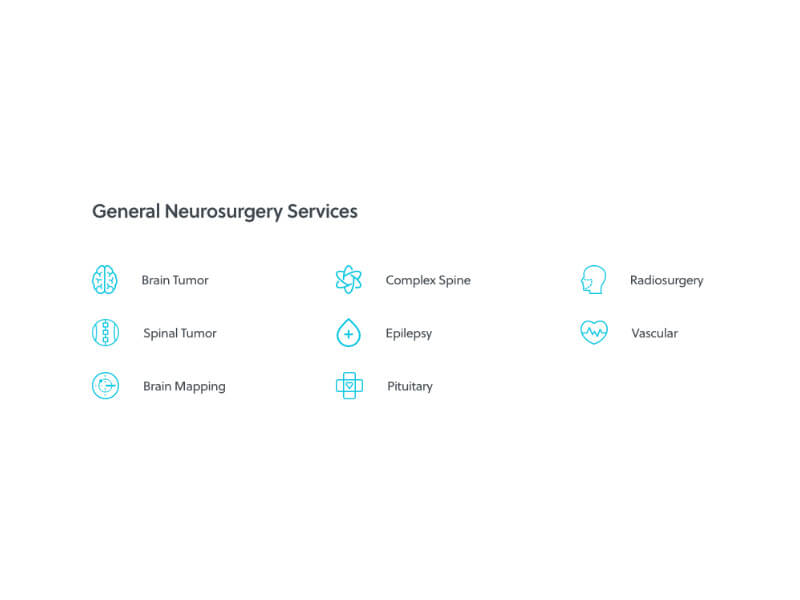 General Neurosurgery Services
Brain Tumor
Complex Spine
Radiosurgery
Spinal Tumor
Epilepsy
Vascular
Brain Mapping
Pituitary